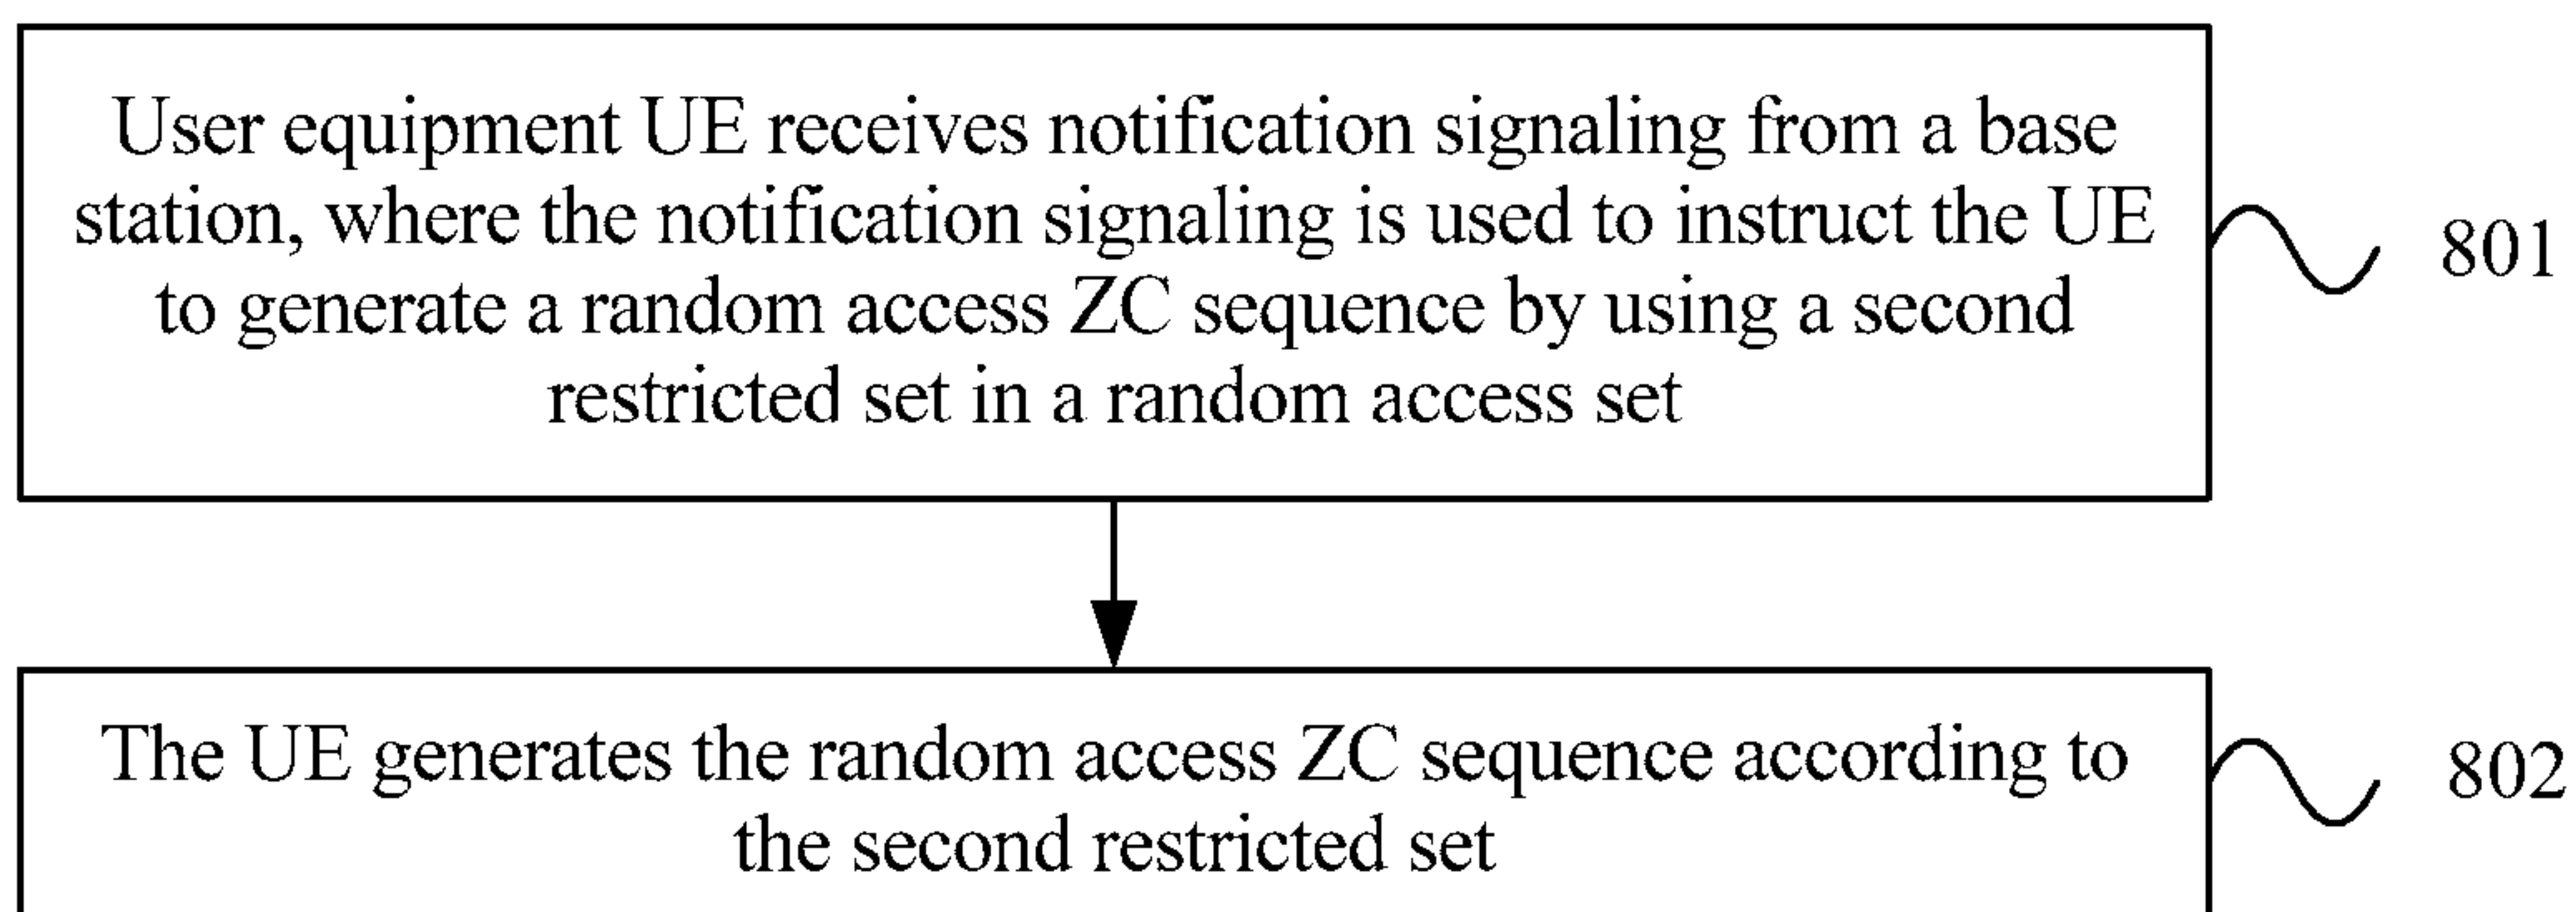 User equipment UE receives notification signaling from a base
station, where the notification signaling is used to instruct the UE
to generate a random access ZC sequence by using a second
restricted set in a random access set
801
The UE generates the random access ZC sequence according to
the second restricted set
802